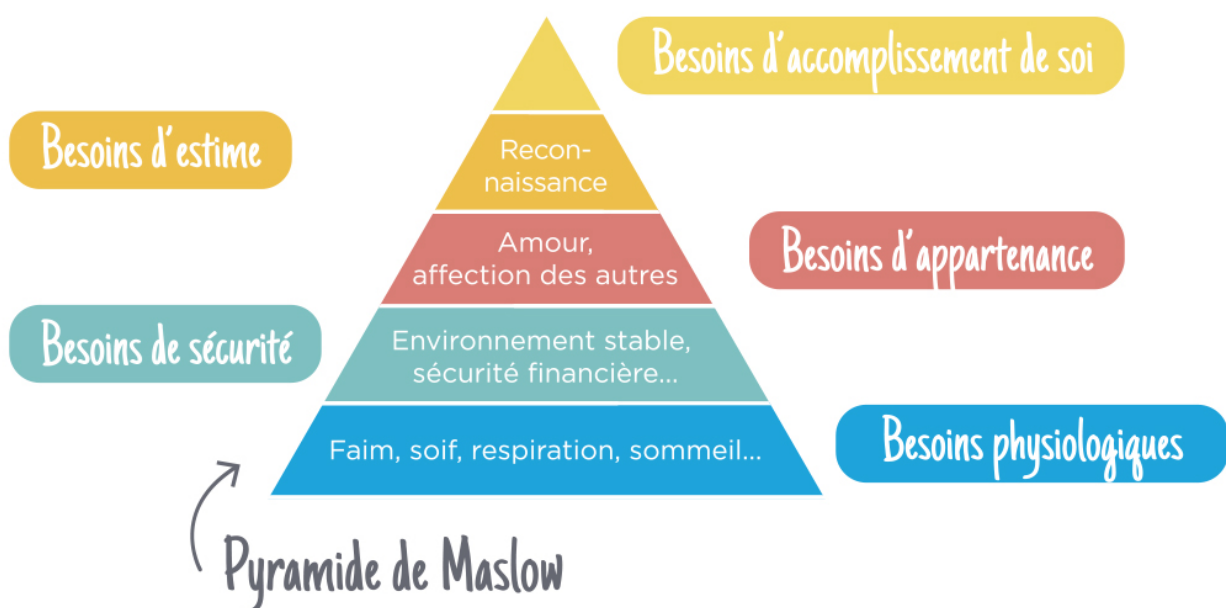 Besoins d'accomplissement de soi
Besoins d'estime
Recon-
naissance
Amour,
affection des autres
Besoins d'appartenance
Besoins de sécurité
Environnement stable,
sécurité financière...
Faim, soif, respiration, sommeil...
Besoins physiologiques
Pyramide de Maslow